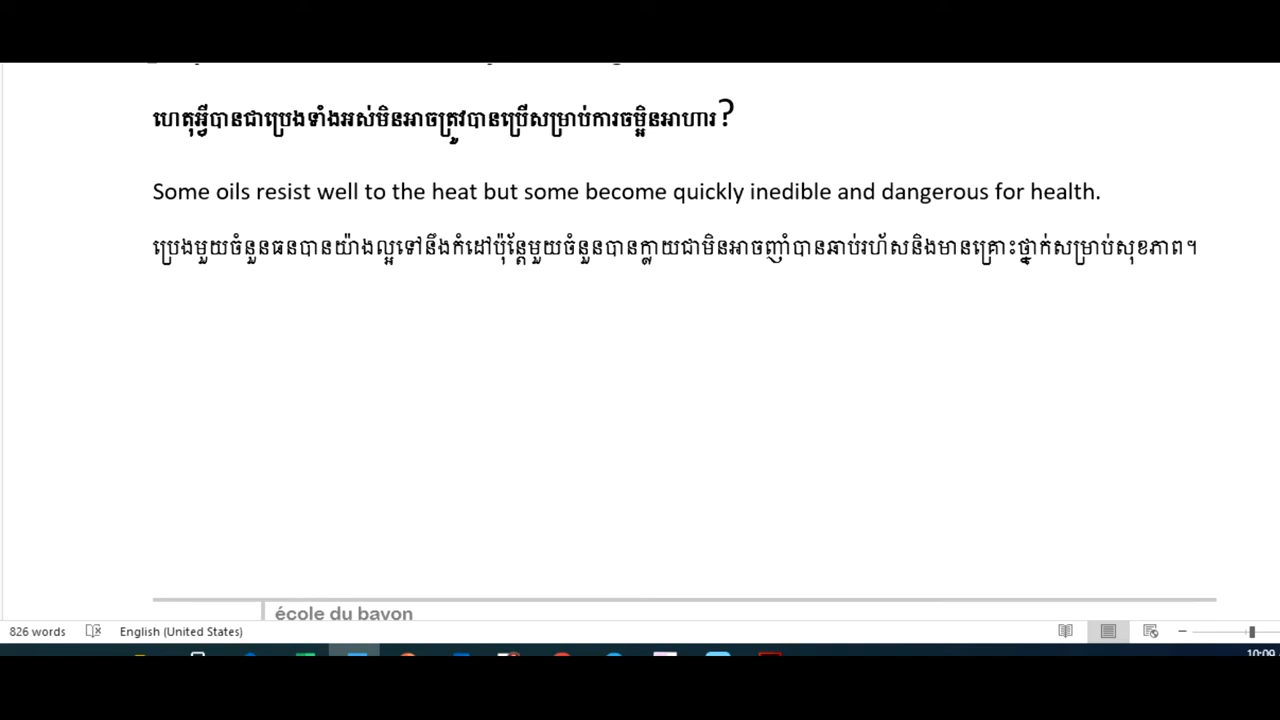 ហេតុអ្វីបានជាប្រេងទាំងអស់មិនអាចត្រូវបានប្រើសម្រាប់ការចម្អិនអាហារ?
Some oils resist well to the heat but some become quickly inedible and dangerous for health.
ប្រេងមួយចំនួនធនបានយ៉ាងល្អទៅនឹងកំដៅប៉ុន្តែមួយចំនួនបានក្លាយជាមិនអាចញ៉ាំបានឆាប់រហ័សនិងមានគ្រោះថ្នាក់សម្រាប់សុខភាព។
école du bayon
826 words English (United States)
10:09